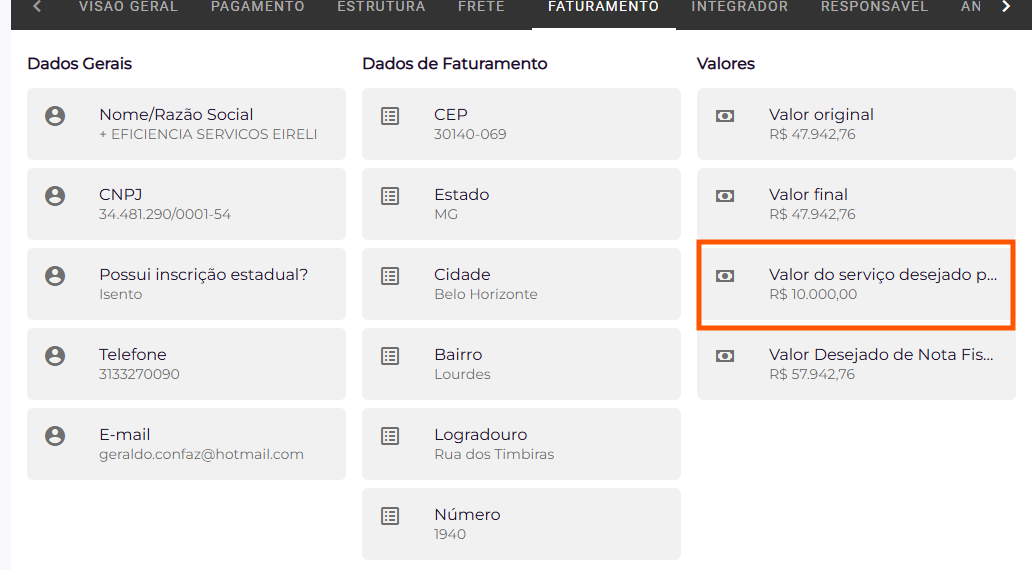 VISÃO GERAL PAGAMENTO ESTRUTURA FRETE FATURAMENTO INTEGRADOR RESPONSÁVEL AN
Dados Gerais
Nome/Razão Social
+ EFICIENCIA SERVICOS EIRELI
CNPJ
34.481.290/0001-54
Possui inscrição estadual?
Isento
Telefone
3133270090
E-mail
geraldo.confaz@hotmail.com
Dados de Faturamento
CEP
30140-069
Estado
MG
Cidade
Belo Horizonte
Bairro
Lourdes
Logradouro
Rua dos Timbiras
Número
1940
Valores
Valor original
R$ 47.942,76
Valor final
R$ 47.942,76
Valor do serviço desejado p...
R$ 10.000,00
Valor Desejado de Nota Fis...
R$ 57.942,76